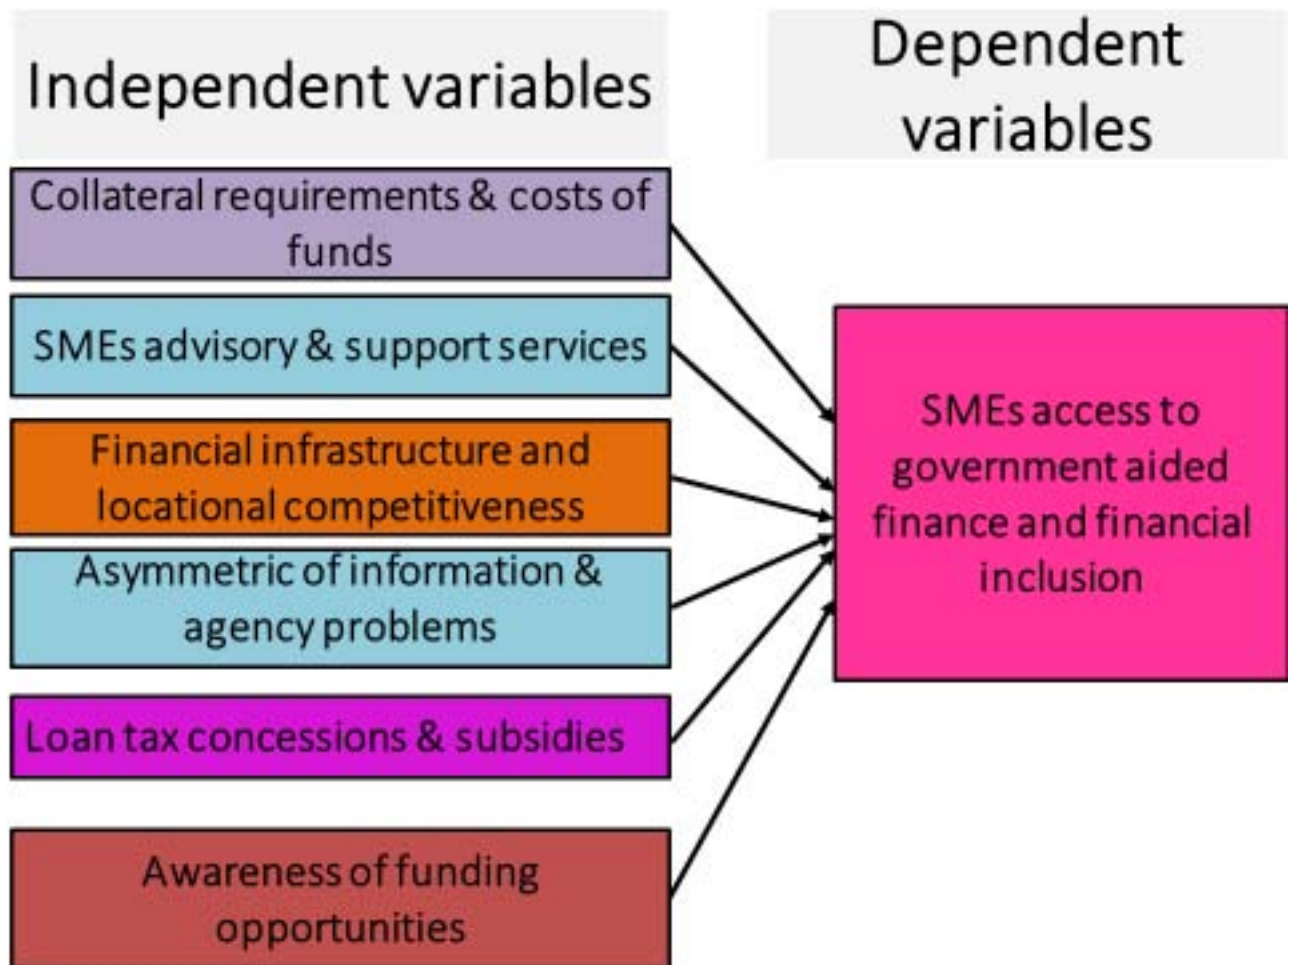 Independent variables
Dependent
variables
Collateral requirements & costs of
funds
SMEs advisory & support services
Financial infrastructure and
locational competitiveness
Asymmetric of information &
agency problems
Loan tax concessions & subsidies
Awareness of funding
opportunities
SMEs access to
government aided
finance and financial
inclusion